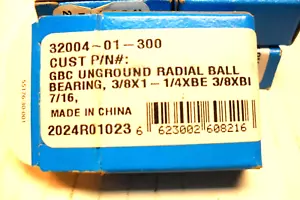 32004-01-300
CUST P/N#:
GBC UNGROUND RADIAL BALL
BEARING, 3/8X1- 1/4XBE 3/8XBI
7/16,
MADE IN CHINA
2024R01023
6 623002 608216